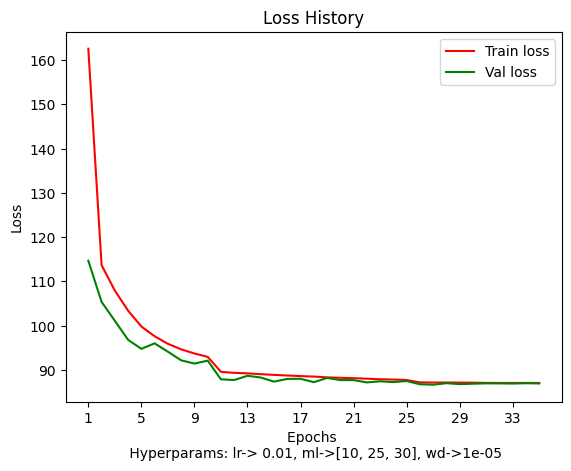 Loss History
Train loss
Val loss
Loss
160
150
140
130
120
110
100
90
1 5 9 13 17 21 25 29 33
Epochs
Hyperparams: lr-> 0.01, ml->[10, 25, 30], wd->1e-05